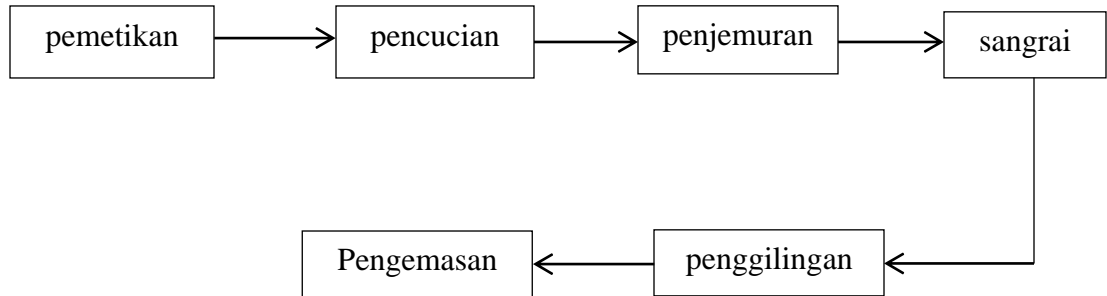 pemetikan
pencucian
penjemuran
sangrai
penggilingan
Pengemasan